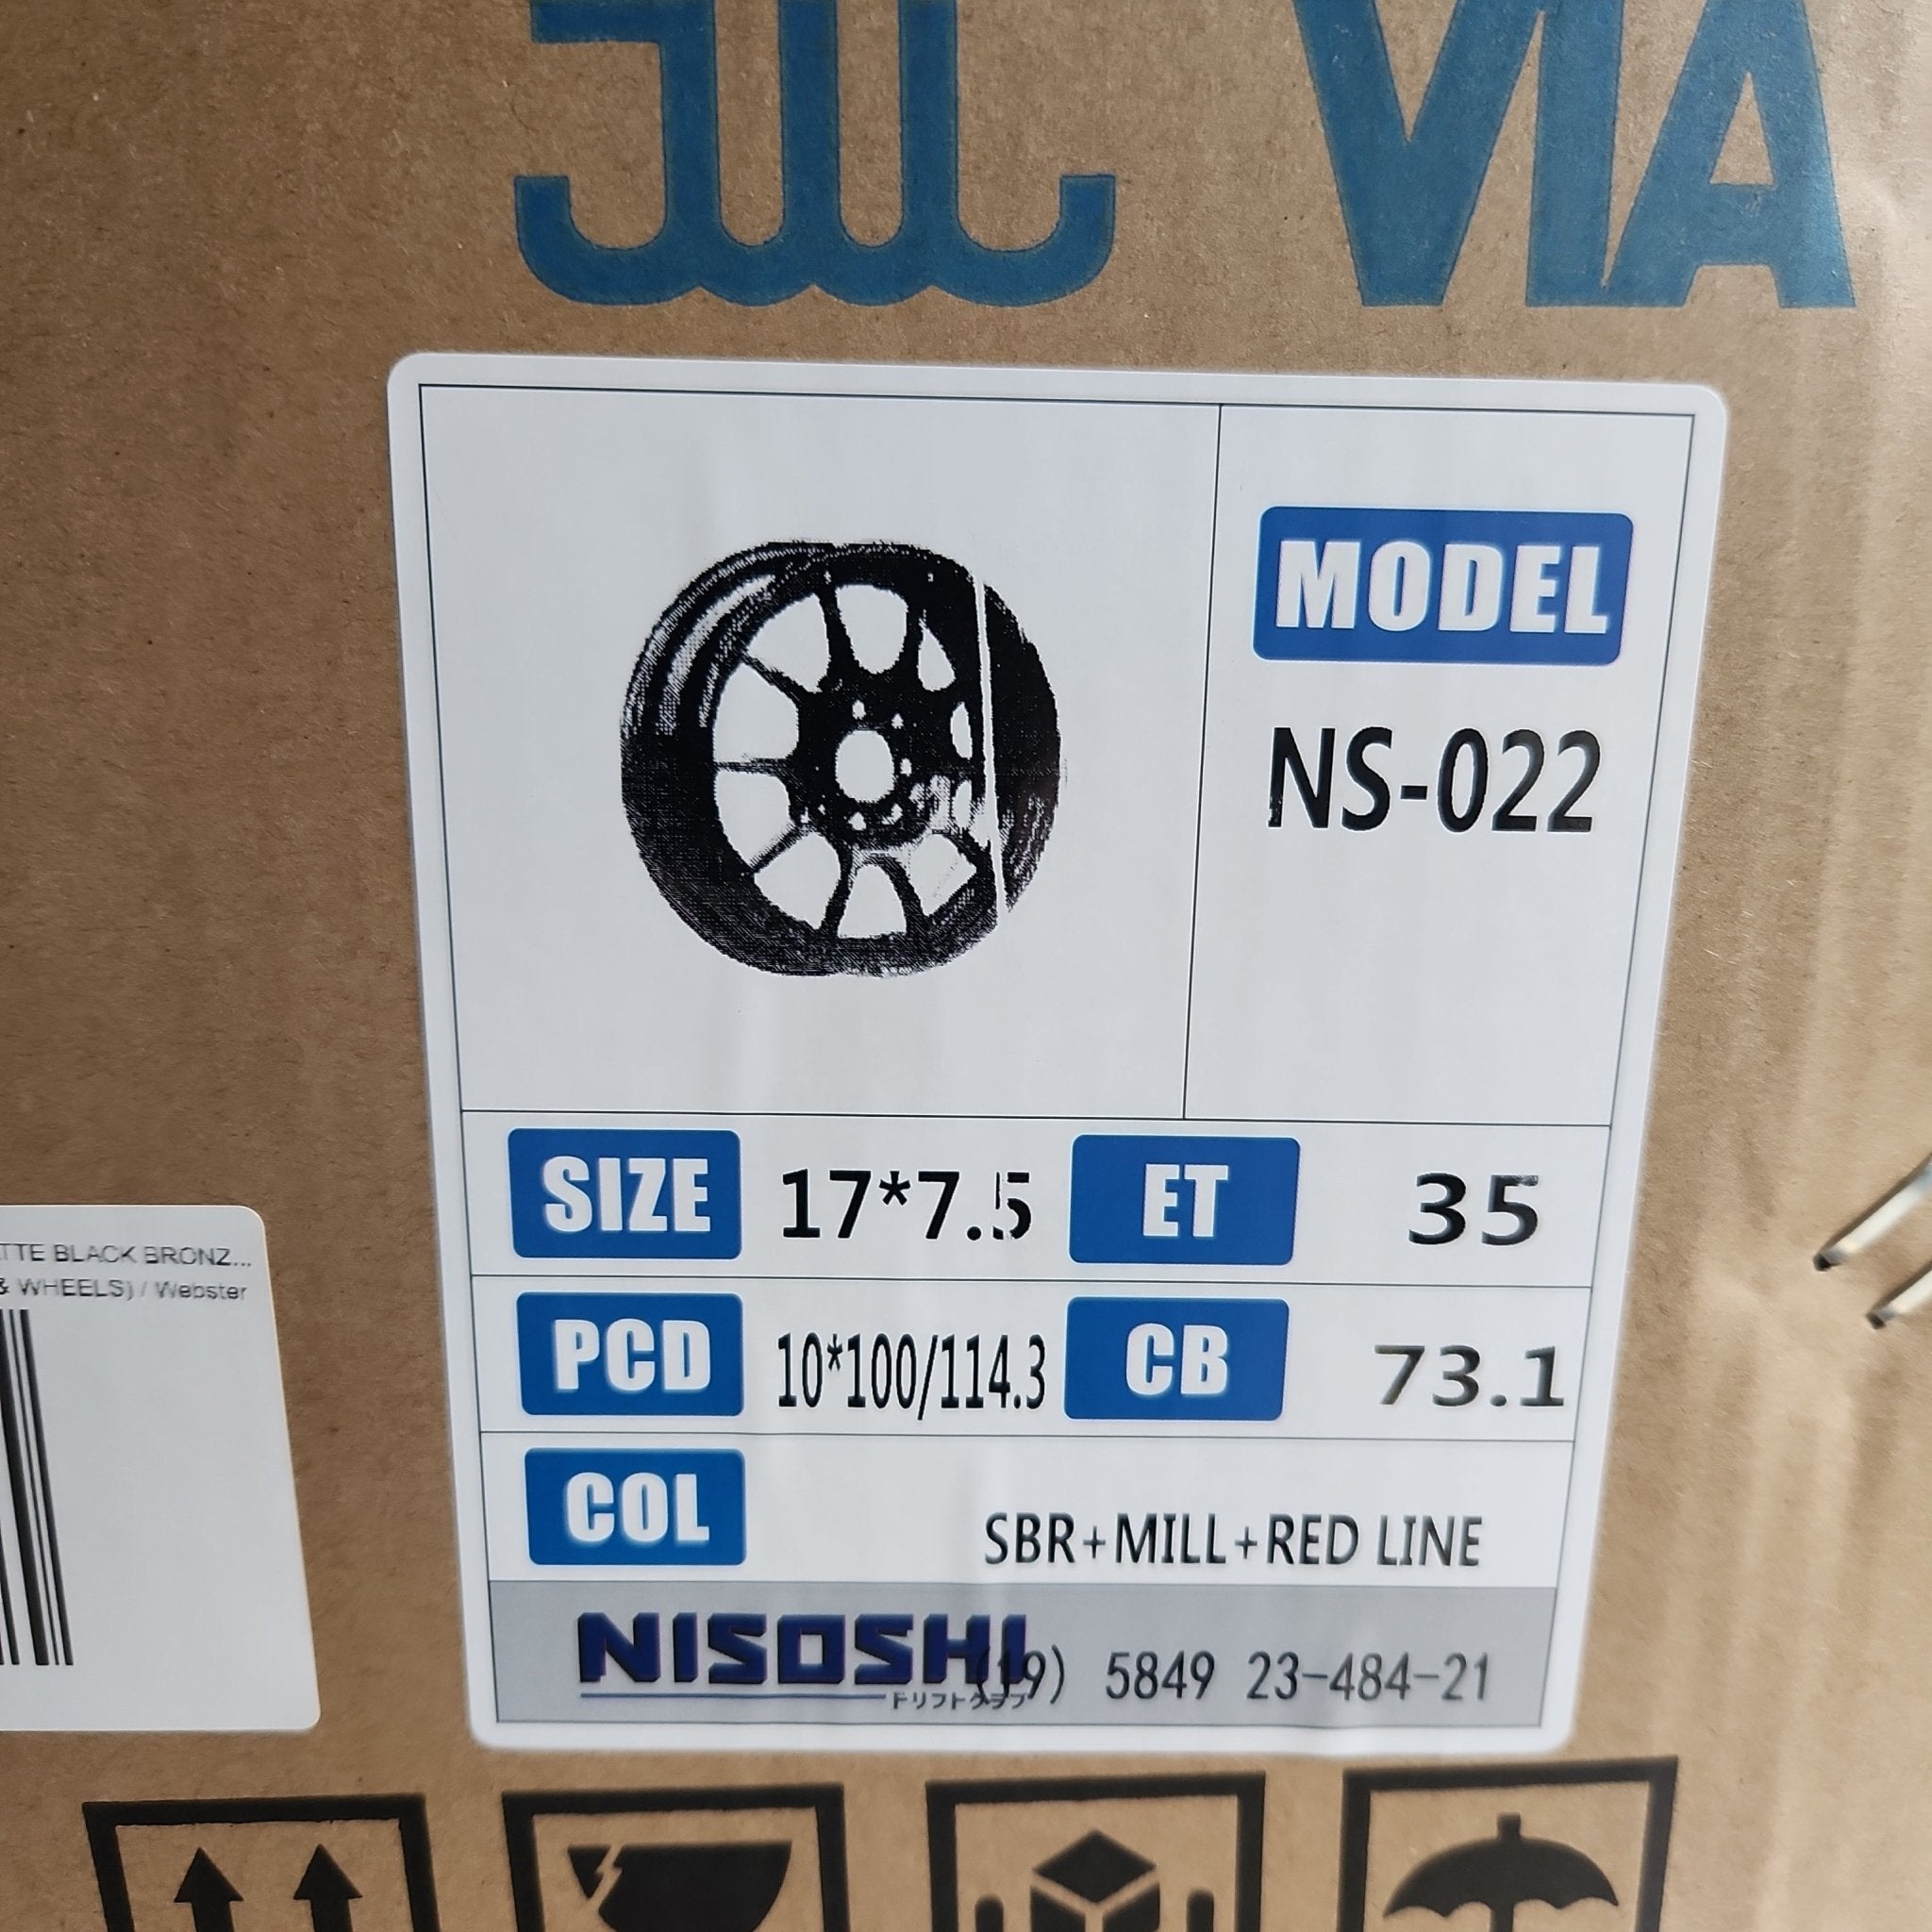 JWL VIA
MODEL
NS-022
SIZE 17*7.5 ET 35
PCD 10*100/114.3 CB 73.1
COL SBR+MILL+RED LINE
NISOSHI (19) 5849 23-484-21
ドリフトクラブ
BLACK BRONZ...
& WHEELS) / Webster